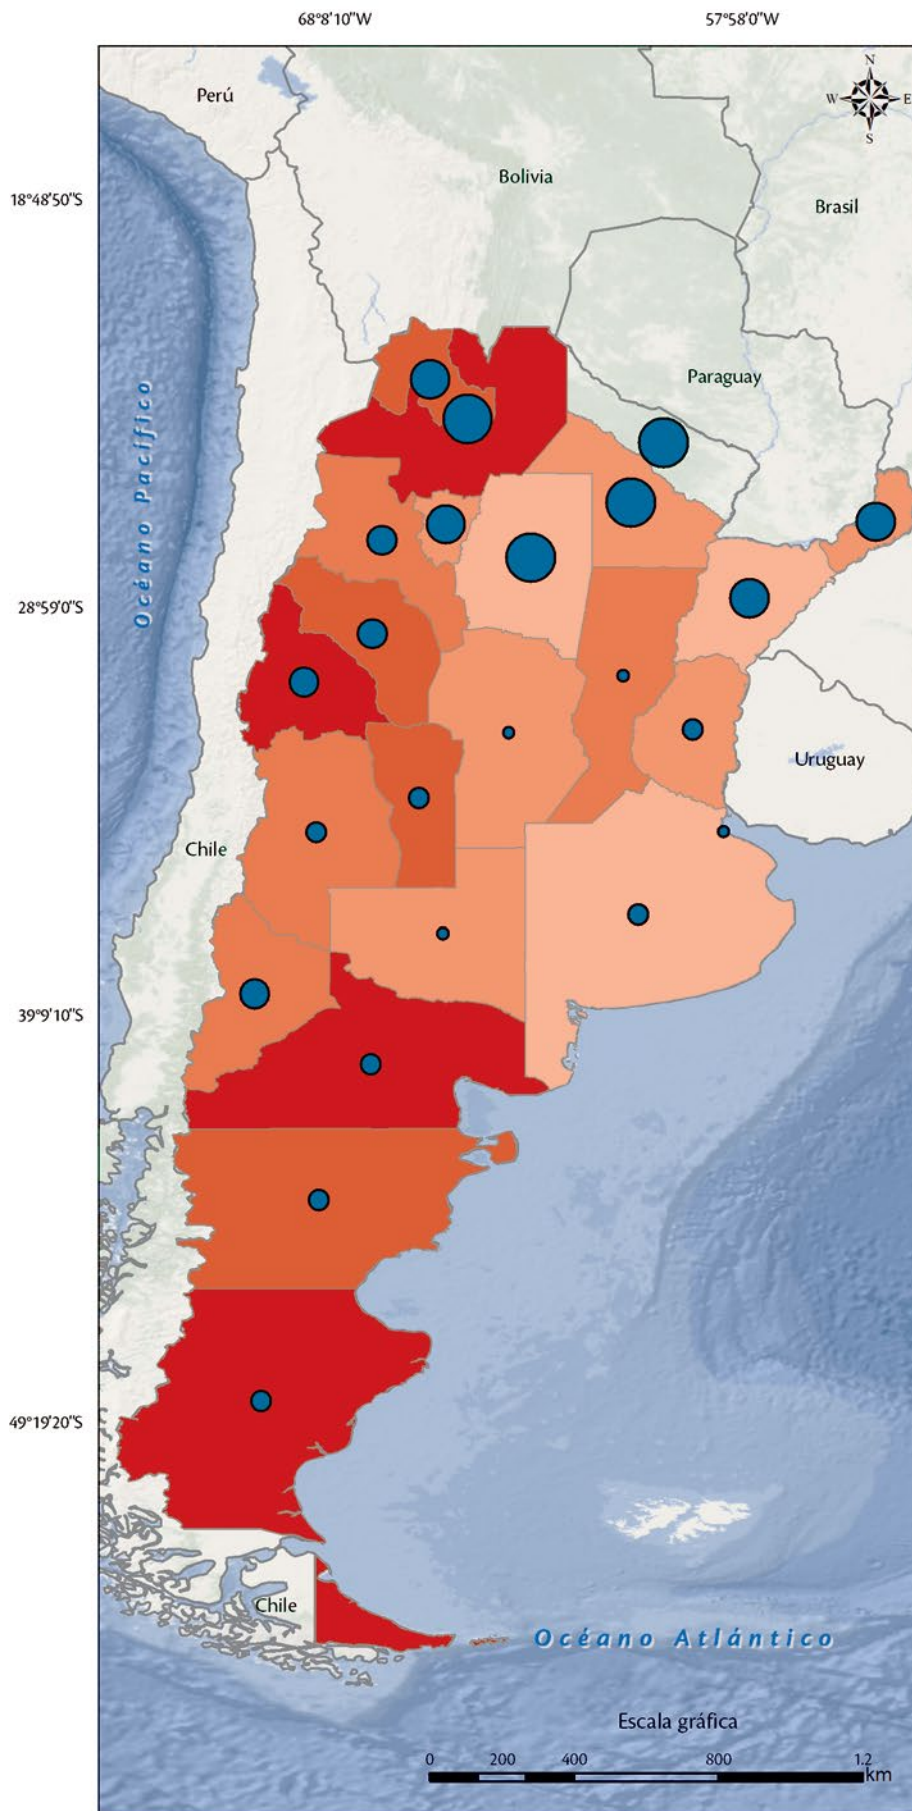 68°8'10"W
57°58'0"W
N
W
E
S
Perú
Bolivia
Brasil
18°48'50"S
Paraguay
Océano Pacífico
28°59'0"S
Uruguay
Chile
39°9'10"S
49°19'20"S
Chile
Océano Atlántico
Escala gráfica
0 200 400 800 1.2
km